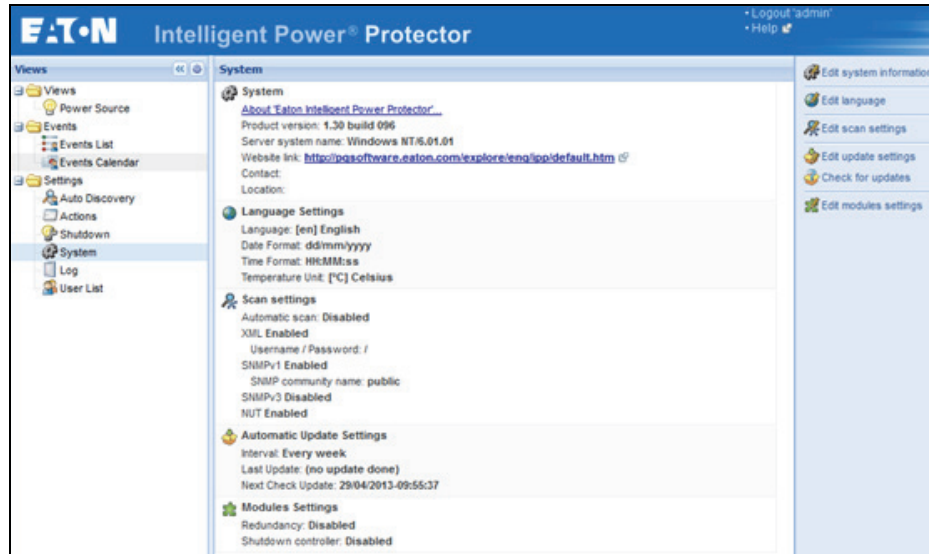 EATON Intelligent Power® Protector
• Logout 'admin'
• Help
Views
Views
Power Source
Events
Events List
Events Calendar
Settings
Auto Discovery
Actions
Shutdown
System
Log
User List
System
System
About 'Eaton Intelligent Power Protector'...
Product version: 1.30 build 096
Server system name: Windows NT/6.01.01
Website link: http://pqsoftware.eaton.com/explore/eng/ipp/default.htm
Contact:
Location:
Language Settings
Language: [en] English
Date Format: dd/mm/yyyy
Time Format: HH:MM:ss
Temperature Unit: [°C] Celsius
Scan settings
Automatic scan: Disabled
XML Enabled
Username / Password: /
SNMPv1 Enabled
SNMP community name: public
SNMPv3 Disabled
NUT Enabled
Automatic Update Settings
Interval: Every week
Last Update: (no update done)
Next Check Update: 29/04/2013-09:55:37
Modules Settings
Redundancy: Disabled
Shutdown controller: Disabled
Edit system information
Edit language
Edit scan settings
Edit update settings
Check for updates
Edit modules settings